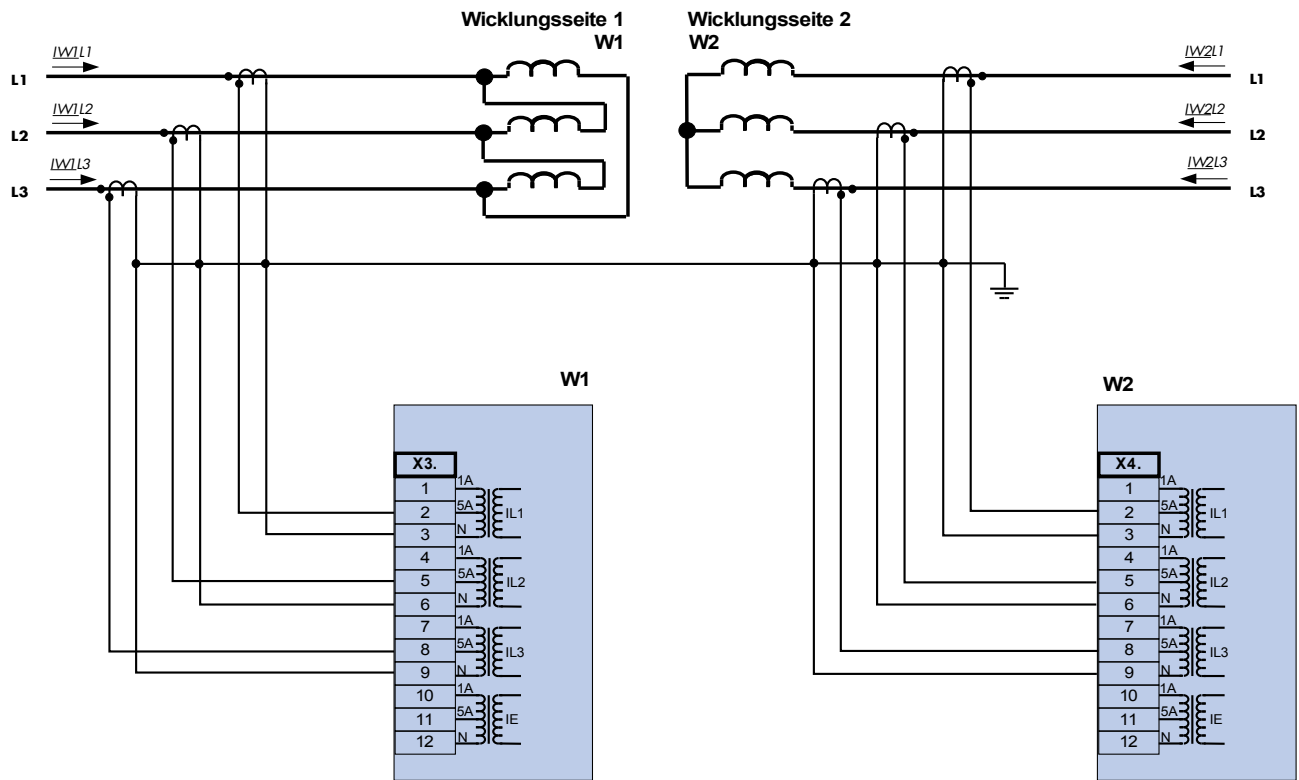 Wicklungsseite 1
W1
Wicklungsseite 2
W2
IW1L1
L1
IW1L2
L2
IW1L3
L3
IW2L1
L1
IW2L2
L2
IW2L3
L3
W1
X3.
1 1A
2 5A IL1
3 N
4 1A
5 5A IL2
6 N
7 1A
8 5A IL3
9 N
10 1A
11 5A IE
12 N
W2
X4.
1 1A
2 5A IL1
3 N
4 1A
5 5A IL2
6 N
7 1A
8 5A IL3
9 N
10 1A
11 5A IE
12 N